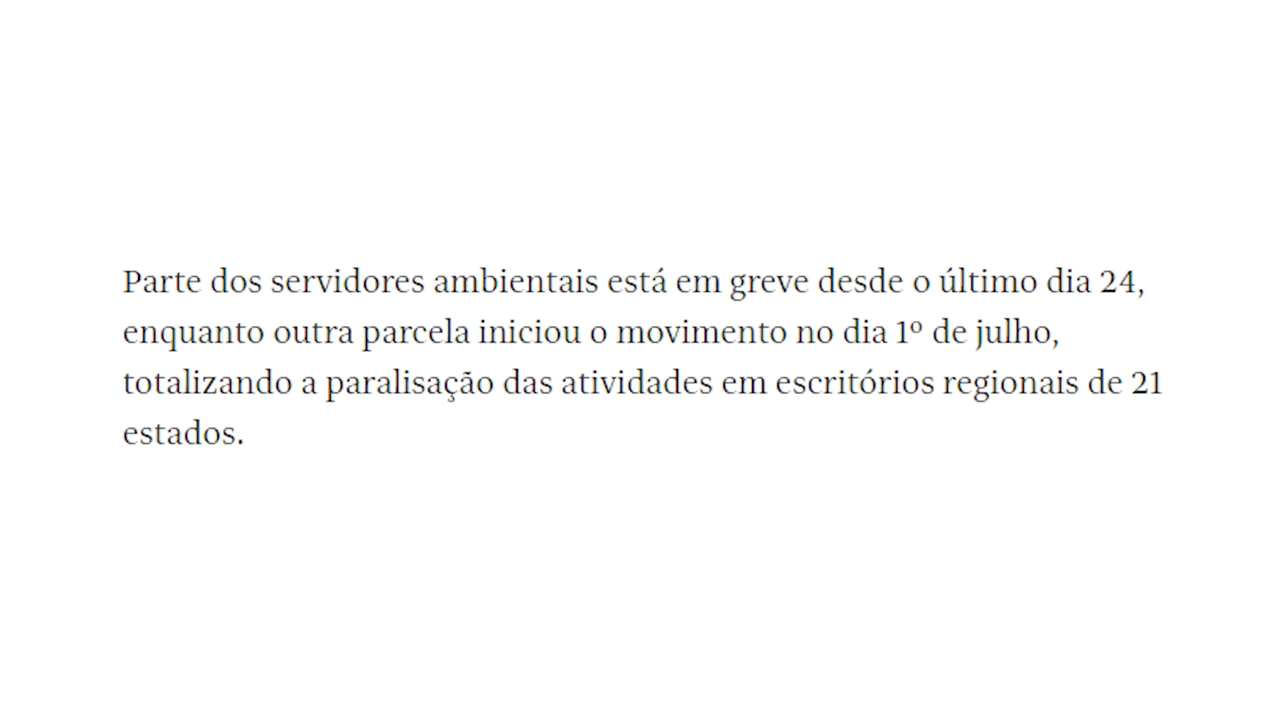 Parte dos servidores ambientais está em greve desde o último dia 24,
enquanto outra parcela iniciou o movimento no dia 1º de julho,
totalizando a paralisação das atividades em escritórios regionais de 21
estados.